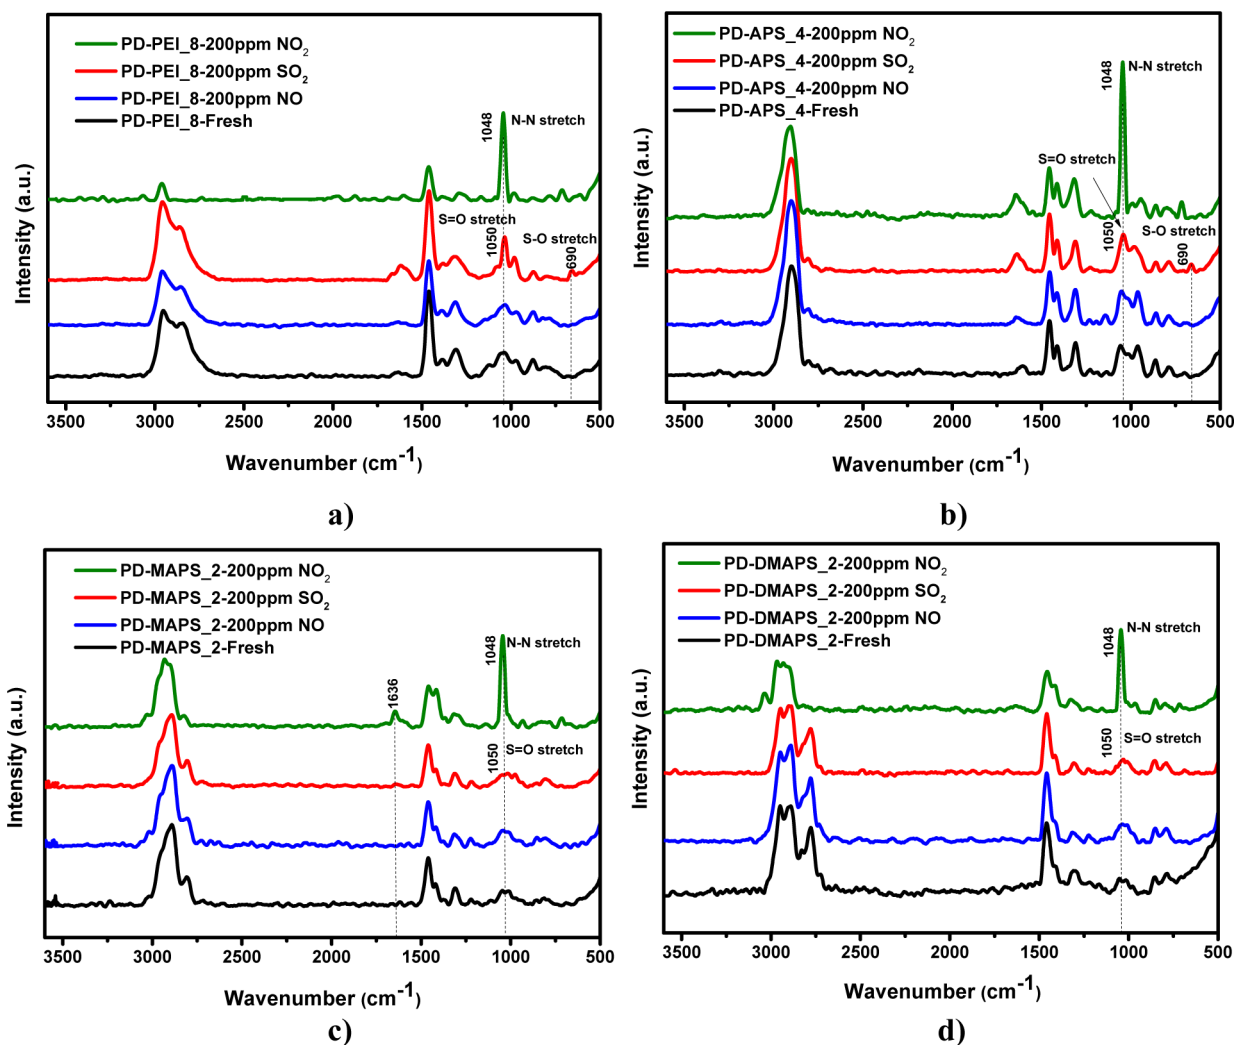 PD-PEI_8-200ppm NO₂
PD-PEI_8-200ppm SO₂
PD-PEI_8-200ppm NO
PD-PEI_8-Fresh
1048
N-N stretch
S=O stretch
1050
S-O stretch
690
Intensity (a.u.)
3500 3000 2500 2000 1500 1000 500
Wavenumber (cm⁻¹)
a)
PD-APS_4-200ppm NO₂
PD-APS_4-200ppm SO₂
PD-APS_4-200ppm NO
PD-APS_4-Fresh
1048
N-N stretch
S=O stretch
1050
S-O stretch
690
Intensity (a.u.)
3500 3000 2500 2000 1500 1000 500
Wavenumber (cm⁻¹)
b)
PD-MAPS_2-200ppm NO₂
PD-MAPS_2-200ppm SO₂
PD-MAPS_2-200ppm NO
PD-MAPS_2-Fresh
1048
N-N stretch
1636
1050
S=O stretch
Intensity (a.u.)
3500 3000 2500 2000 1500 1000 500
Wavenumber (cm⁻¹)
c)
PD-DMAPS_2-200ppm NO₂
PD-DMAPS_2-200ppm SO₂
PD-DMAPS_2-200ppm NO
PD-DMAPS_2-Fresh
1048
N-N stretch
1050
S=O stretch
Intensity (a.u.)
3500 3000 2500 2000 1500 1000 500
Wavenumber (cm⁻¹)
d)